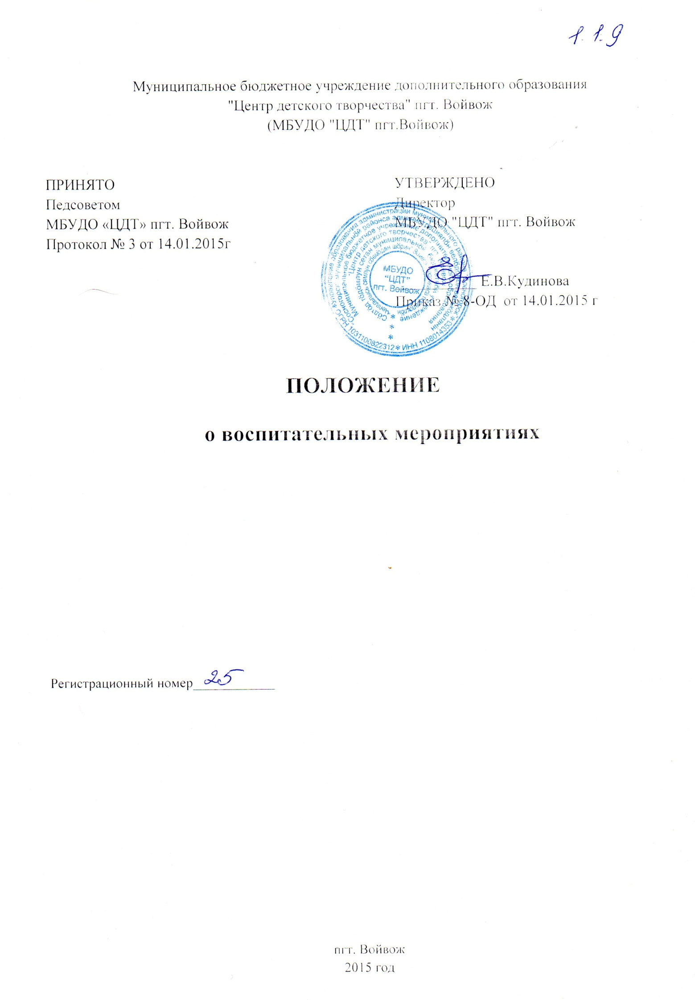 1. 1. 9
Муниципальное бюджетное учреждение дополнительного образования
"Центр детского творчества" пгт. Войвож
(МБУДО "ЦДТ" пгт.Войвож)
ПРИНЯТО
Педсоветом
МБУДО «ЦДТ» пгт. Войвож
Протокол № 3 от 14.01.2015г
УТВЕРЖДЕНО
Директор
МБУДО "ЦДТ" пгт. Войвож
Е.В.Кудинова
Приказ № 8-ОД от 14.01.2015 г
МБУДО
"ЦДТ"
пгт. Войвож
ОГРН 1031100822312 * ИНН 1108014353 *
ПОЛОЖЕНИЕ
о воспитательных мероприятиях
Регистрационный номер 25
пгт. Войвож
2015 год